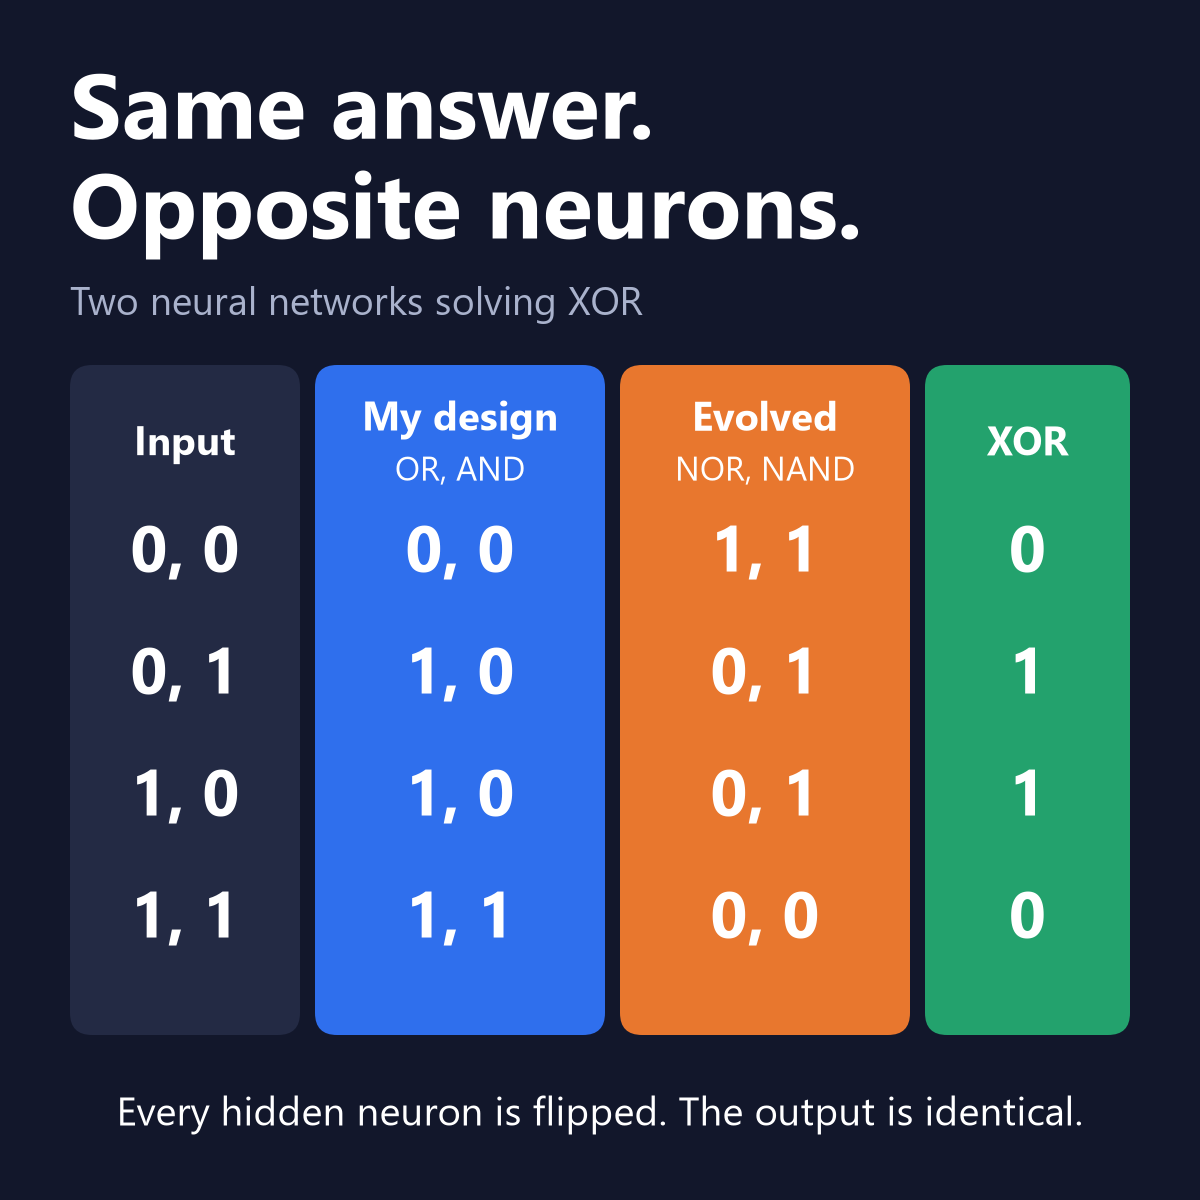 Same answer.
Opposite neurons.
Two neural networks solving XOR
Input
My design
OR, AND
Evolved
NOR, NAND
XOR
0, 0
0, 0
1, 1
0
0, 1
1, 0
0, 1
1
1, 0
1, 0
0, 1
1
1, 1
1, 1
0, 0
0
Every hidden neuron is flipped. The output is identical.